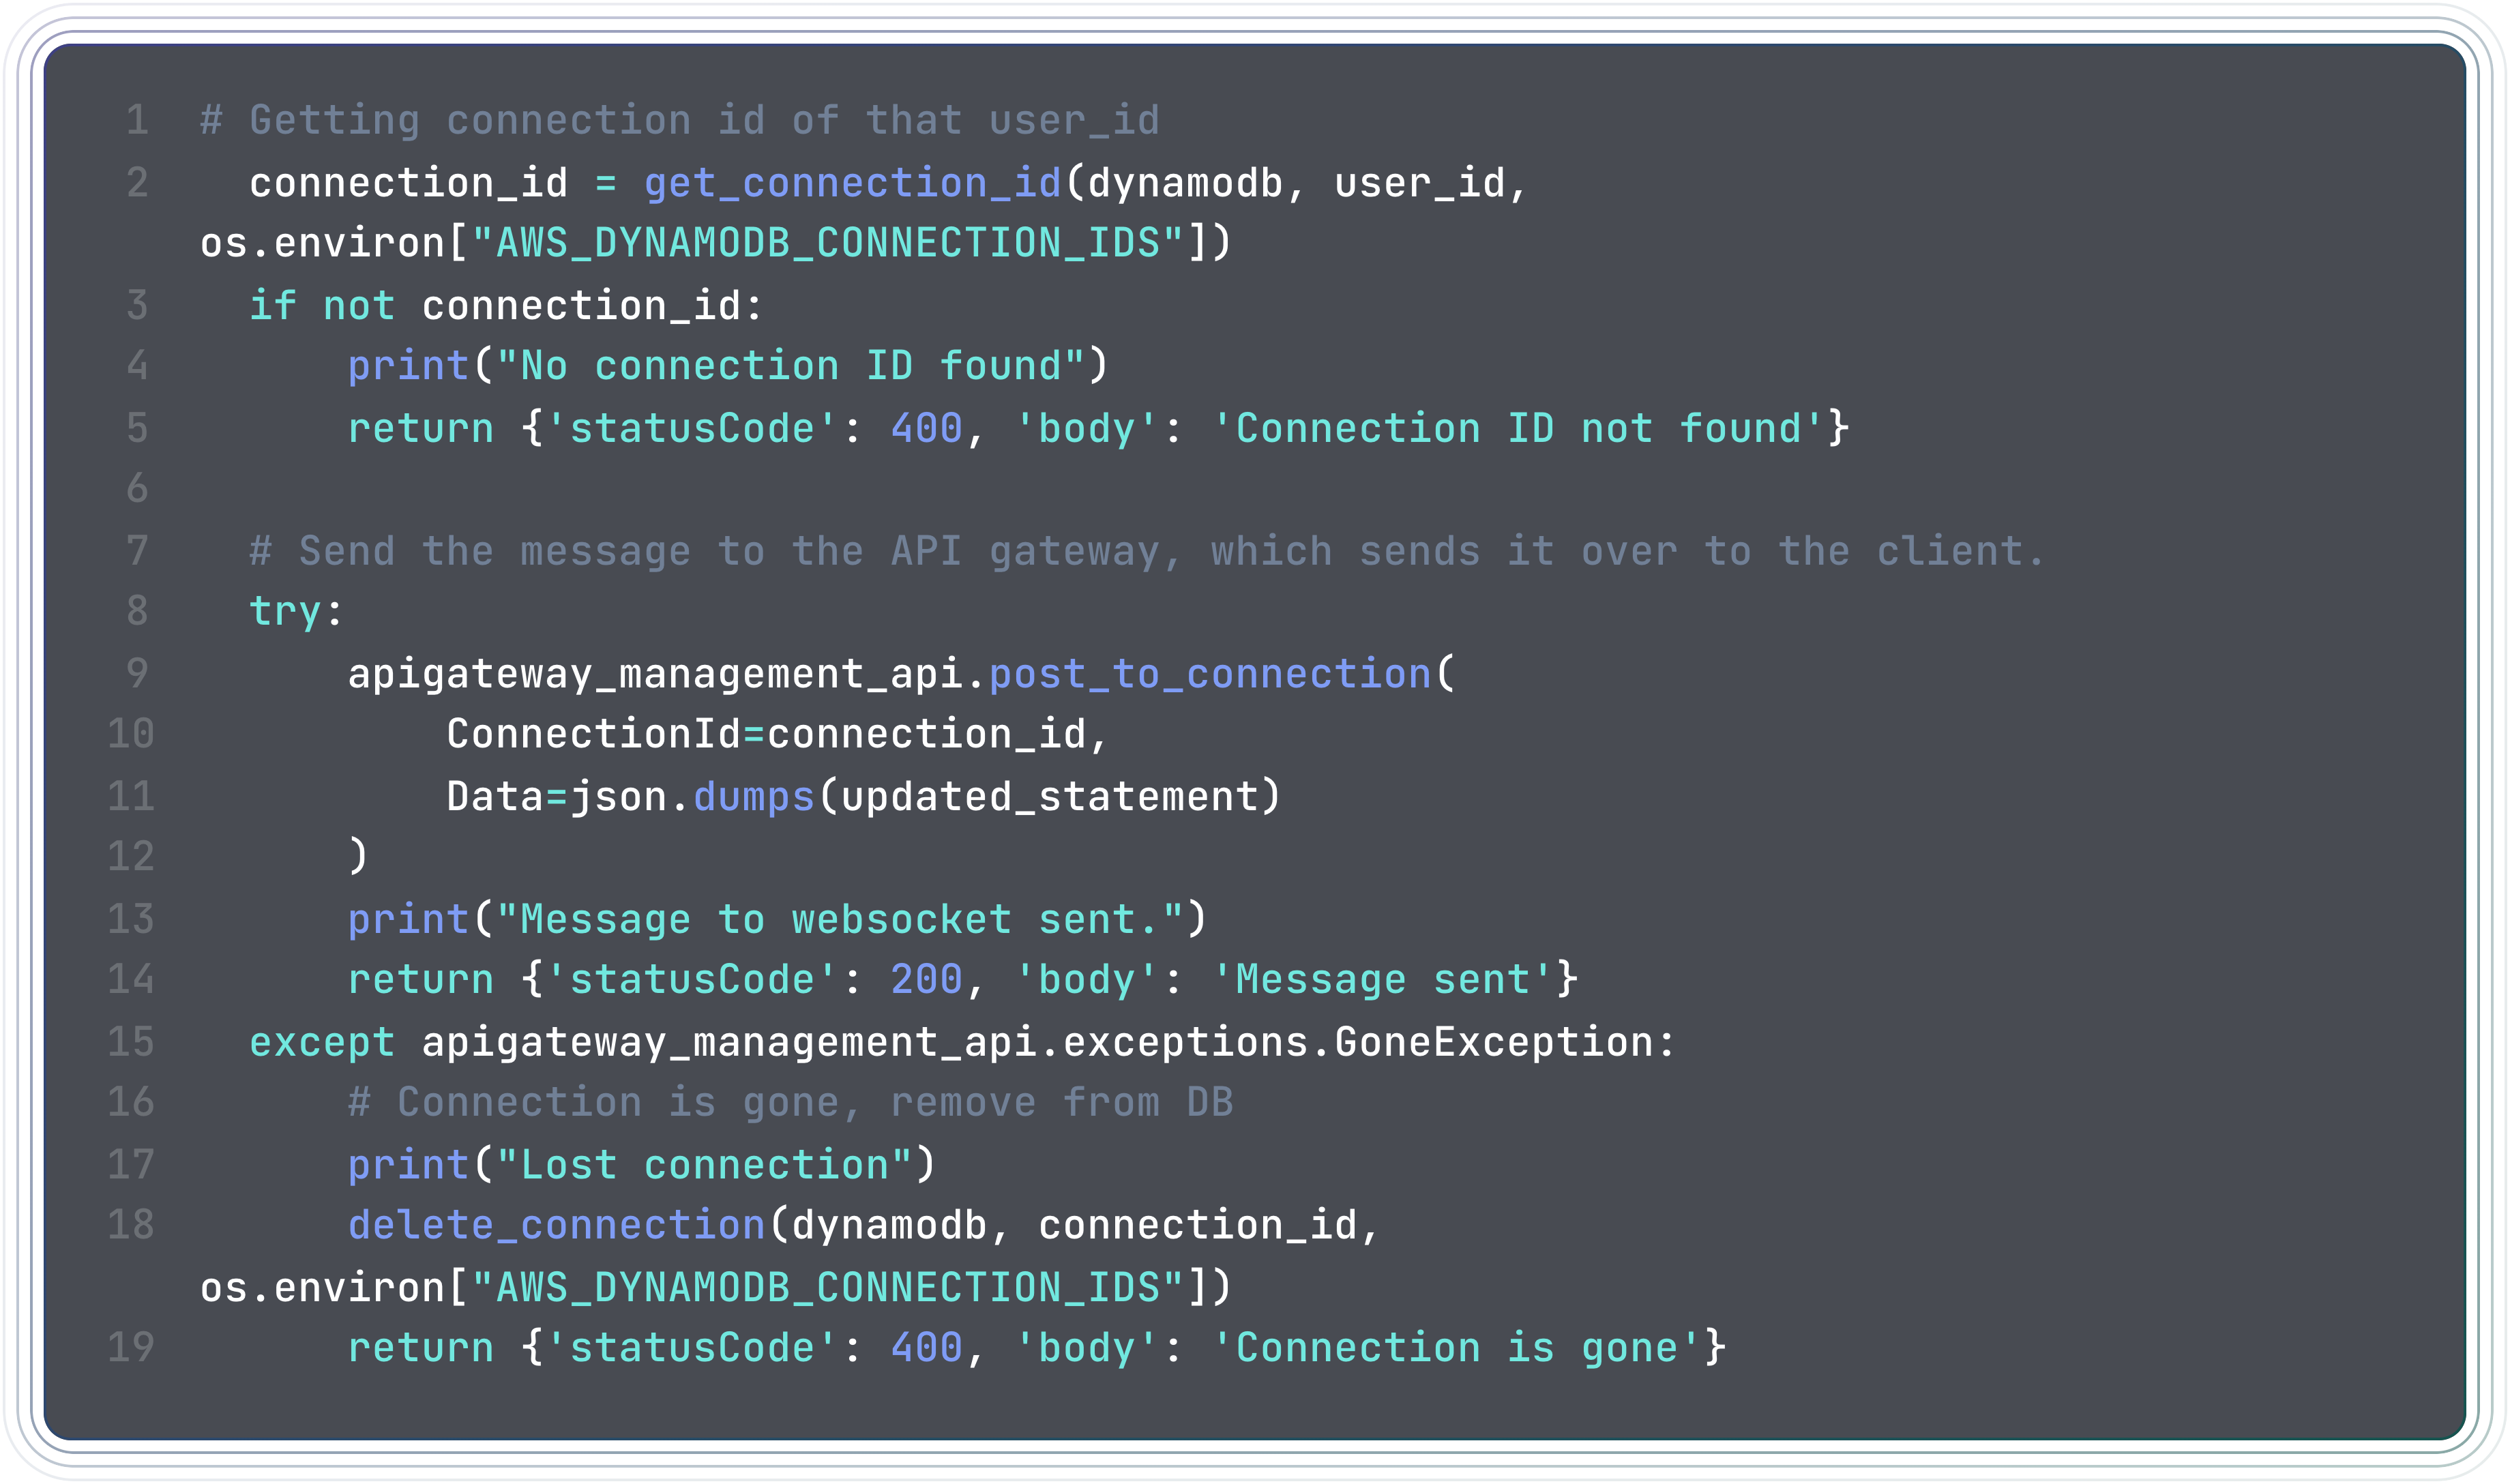 1 # Getting connection id of that user_id
2   connection_id = get_connection_id(dynamodb, user_id,
os.environ["AWS_DYNAMODB_CONNECTION_IDS"])
3   if not connection_id:
4       print("No connection ID found")
5       return {'statusCode': 400, 'body': 'Connection ID not found'}
6
7   # Send the message to the API gateway, which sends it over to the client.
8   try:
9       apigateway_management_api.post_to_connection(
10           ConnectionId=connection_id,
11           Data=json.dumps(updated_statement)
12       )
13       print("Message to websocket sent.")
14       return {'statusCode': 200, 'body': 'Message sent'}
15   except apigateway_management_api.exceptions.GoneException:
16       # Connection is gone, remove from DB
17       print("Lost connection")
18       delete_connection(dynamodb, connection_id,
os.environ["AWS_DYNAMODB_CONNECTION_IDS"])
19       return {'statusCode': 400, 'body': 'Connection is gone'}